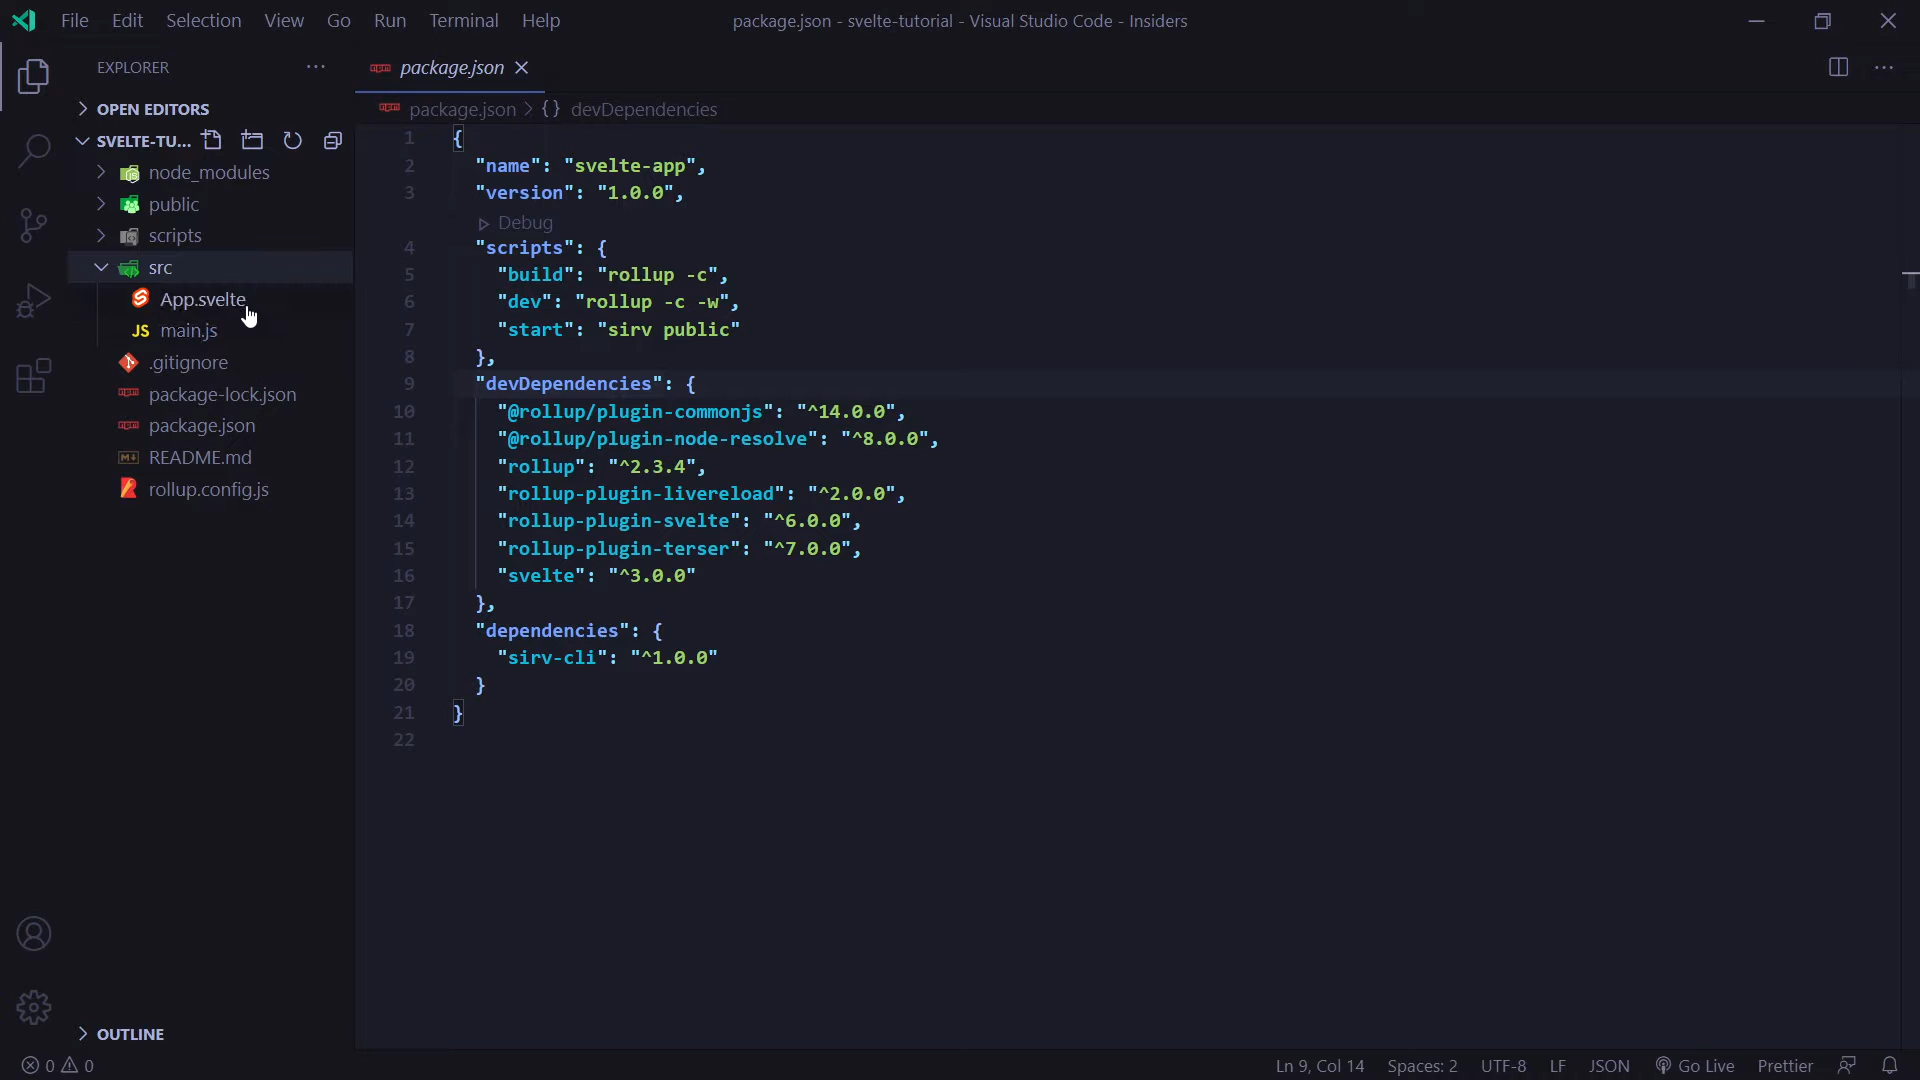 File Edit Selection View Go Run Terminal Help
package.json - svelte-tutorial - Visual Studio Code - Insiders
EXPLORER
OPEN EDITORS
SVELTE-TU...
node_modules
public
scripts
src
App.svelte
JS main.js
.gitignore
package-lock.json
package.json
README.md
rollup.config.js
OUTLINE
package.json
package.json > {} devDependencies
1 {
2 "name": "svelte-app",
3 "version": "1.0.0",
Debug
4 "scripts": {
5 "build": "rollup -c",
6 "dev": "rollup -c -w",
7 "start": "sirv public"
8 },
9 "devDependencies": {
10 "@rollup/plugin-commonjs": "^14.0.0",
11 "@rollup/plugin-node-resolve": "^8.0.0",
12 "rollup": "^2.3.4",
13 "rollup-plugin-livereload": "^2.0.0",
14 "rollup-plugin-svelte": "^6.0.0",
15 "rollup-plugin-terser": "^7.0.0",
16 "svelte": "^3.0.0"
17 },
18 "dependencies": {
19 "sirv-cli": "^1.0.0"
20 }
21 }
22
0 0
Ln 9, Col 14 Spaces: 2 UTF-8 LF JSON Go Live Prettier